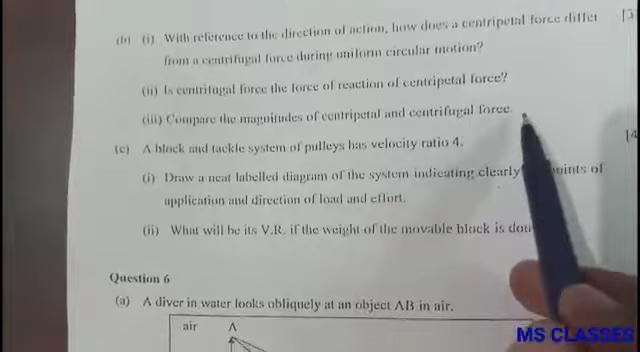 (b) (i) With reference to the direction of action, how does a centripetal force differ [3
from a centrifugal force during uniform circular motion?
(ii) Is centrifugal force the force of reaction of centripetal force?
(iii) Compare the magnitudes of centripetal and centrifugal force.
(c) A block and tackle system of pulleys has velocity ratio 4. [4
(i) Draw a neat labelled diagram of the system indicating clearly points of
application and direction of load and effort.
(ii) What will be its V.R. if the weight of the movable block is dou
Question 6
(a) A diver in water looks obliquely at an object AB in air.
air A
MS CLASSES